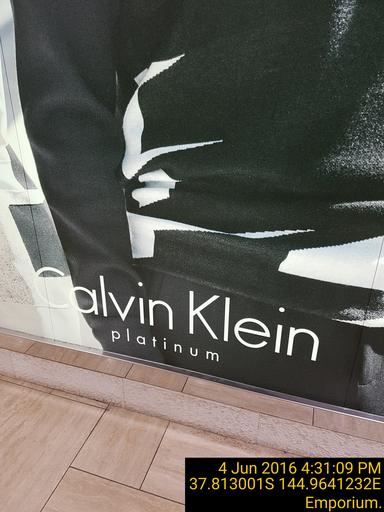 Calvin Klein
platinum
4 Jun 2016 4:31:09 PM
37.813001S 144.9641232E
Emporium.